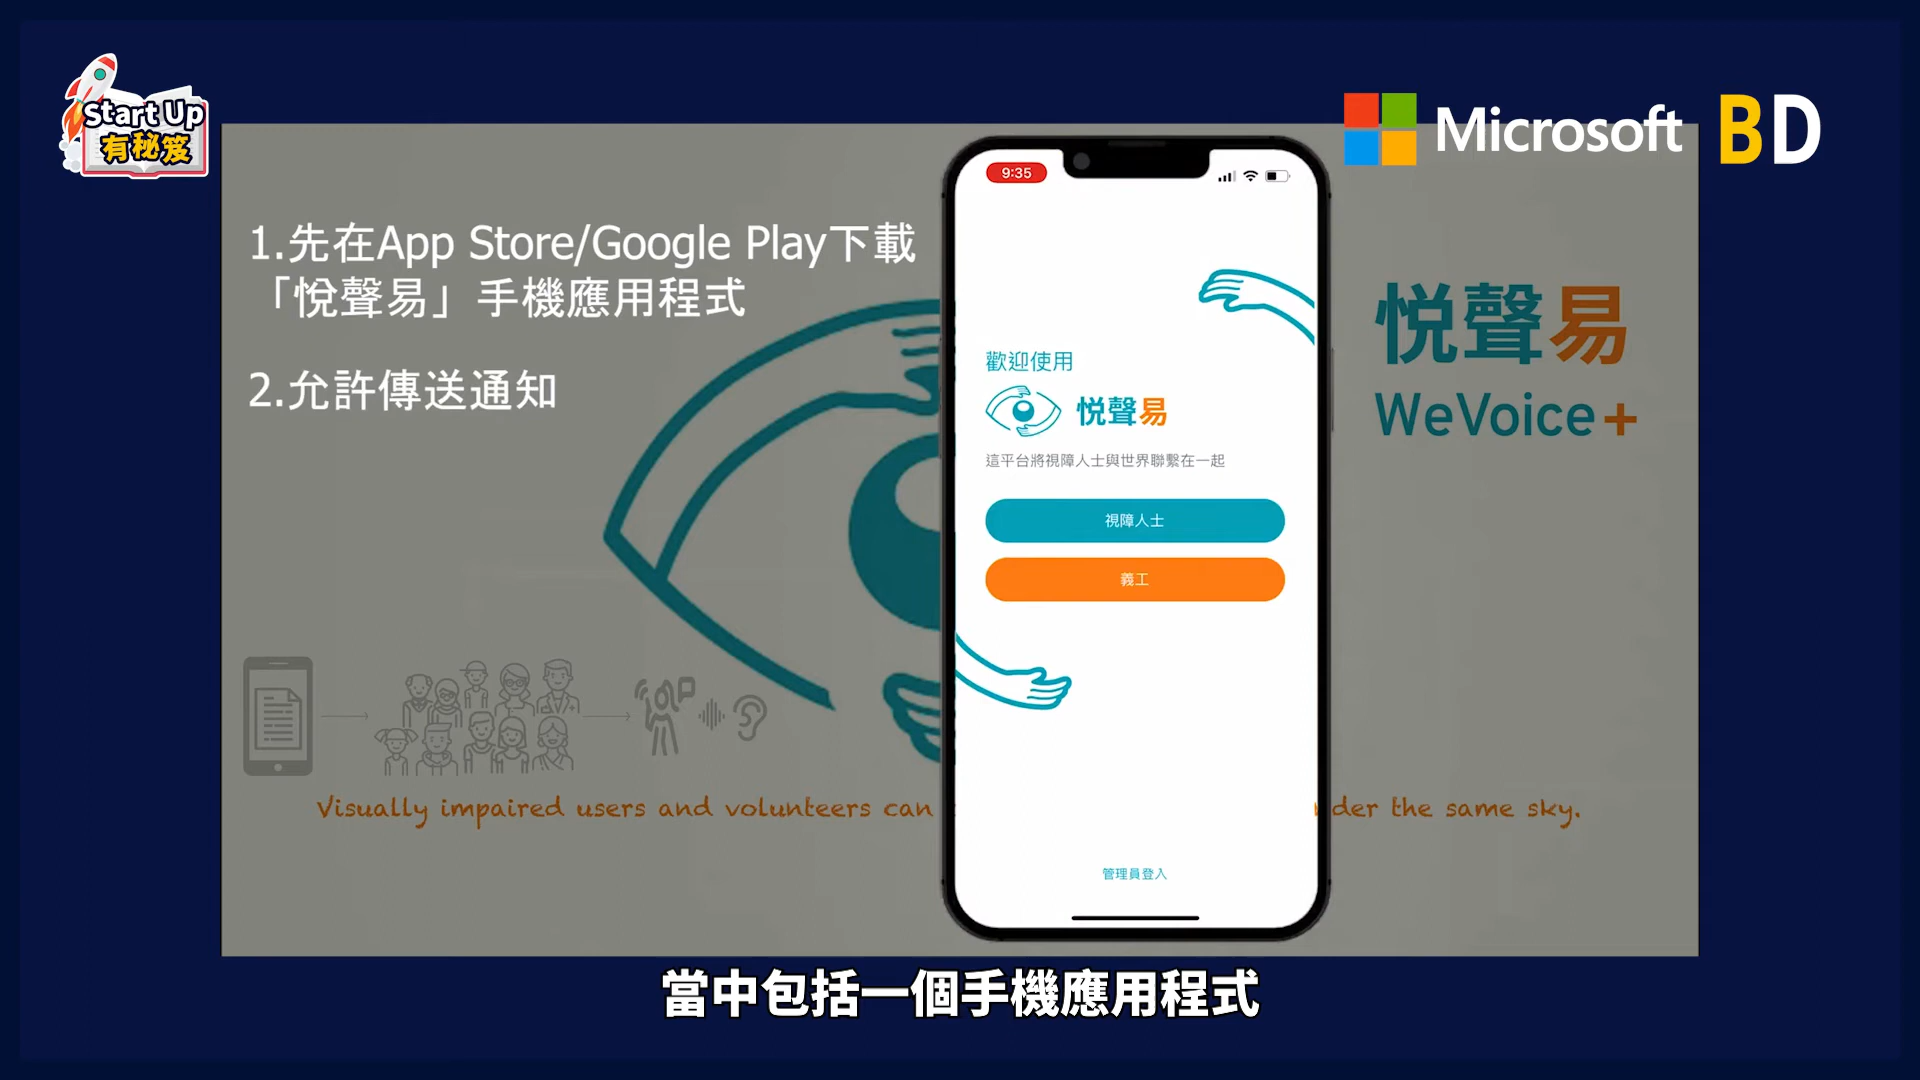 Start Up
有秘笈
Microsoft
BD
1.先在App Store/Google Play下載
「悅聲易」手機應用程式
2.允許傳送通知
9:35
歡迎使用
悅聲易
這平台將視障人士與世界聯繫在一起
視障人士
義工
管理員登入
悅聲易
WeVoice+
Visually impaired users and volunteers can
der the same sky.
當中包括一個手機應用程式